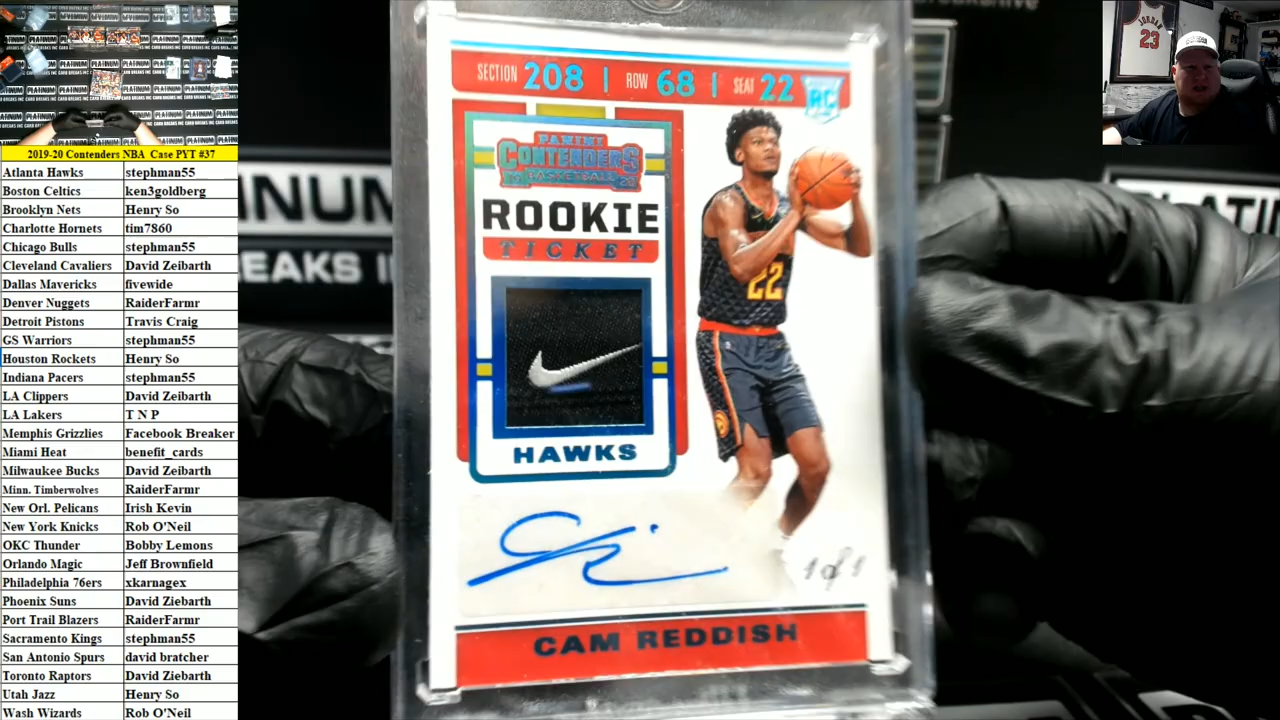 2019-20 Contenders NBA Case PYT #37
Atlanta Hawks stephman55
Boston Celtics ken3goldberg
Brooklyn Nets Henry So
Charlotte Hornets tim7860
Chicago Bulls stephman55
Cleveland Cavaliers David Zeibarth
Dallas Mavericks fivewide
Denver Nuggets RaiderFarmr
Detroit Pistons Travis Craig
GS Warriors stephman55
Houston Rockets Henry So
Indiana Pacers stephman55
LA Clippers David Zeibarth
LA Lakers T N P
Memphis Grizzlies Facebook Breaker
Miami Heat benefit_cards
Milwaukee Bucks David Zeibarth
Minn. Timberwolves RaiderFarmr
New Orl. Pelicans Irish Kevin
New York Knicks Rob O'Neil
OKC Thunder Bobby Lemons
Orlando Magic Jeff Brownfield
Philadelphia 76ers xkarnagex
Phoenix Suns David Ziebarth
Port Trail Blazers RaiderFarmr
Sacramento Kings stephman55
San Antonio Spurs david bratcher
Toronto Raptors David Ziebarth
Utah Jazz Henry So
Wash Wizards Rob O'Neil
SECTION 208 | ROW 68 | SEAT 22 RC
PANINI
CONTENDERS
19 BASKETBALL 20
ROOKIE
TICKET
HAWKS
22
1 of 1
CAM REDDISH
JORDAN
23